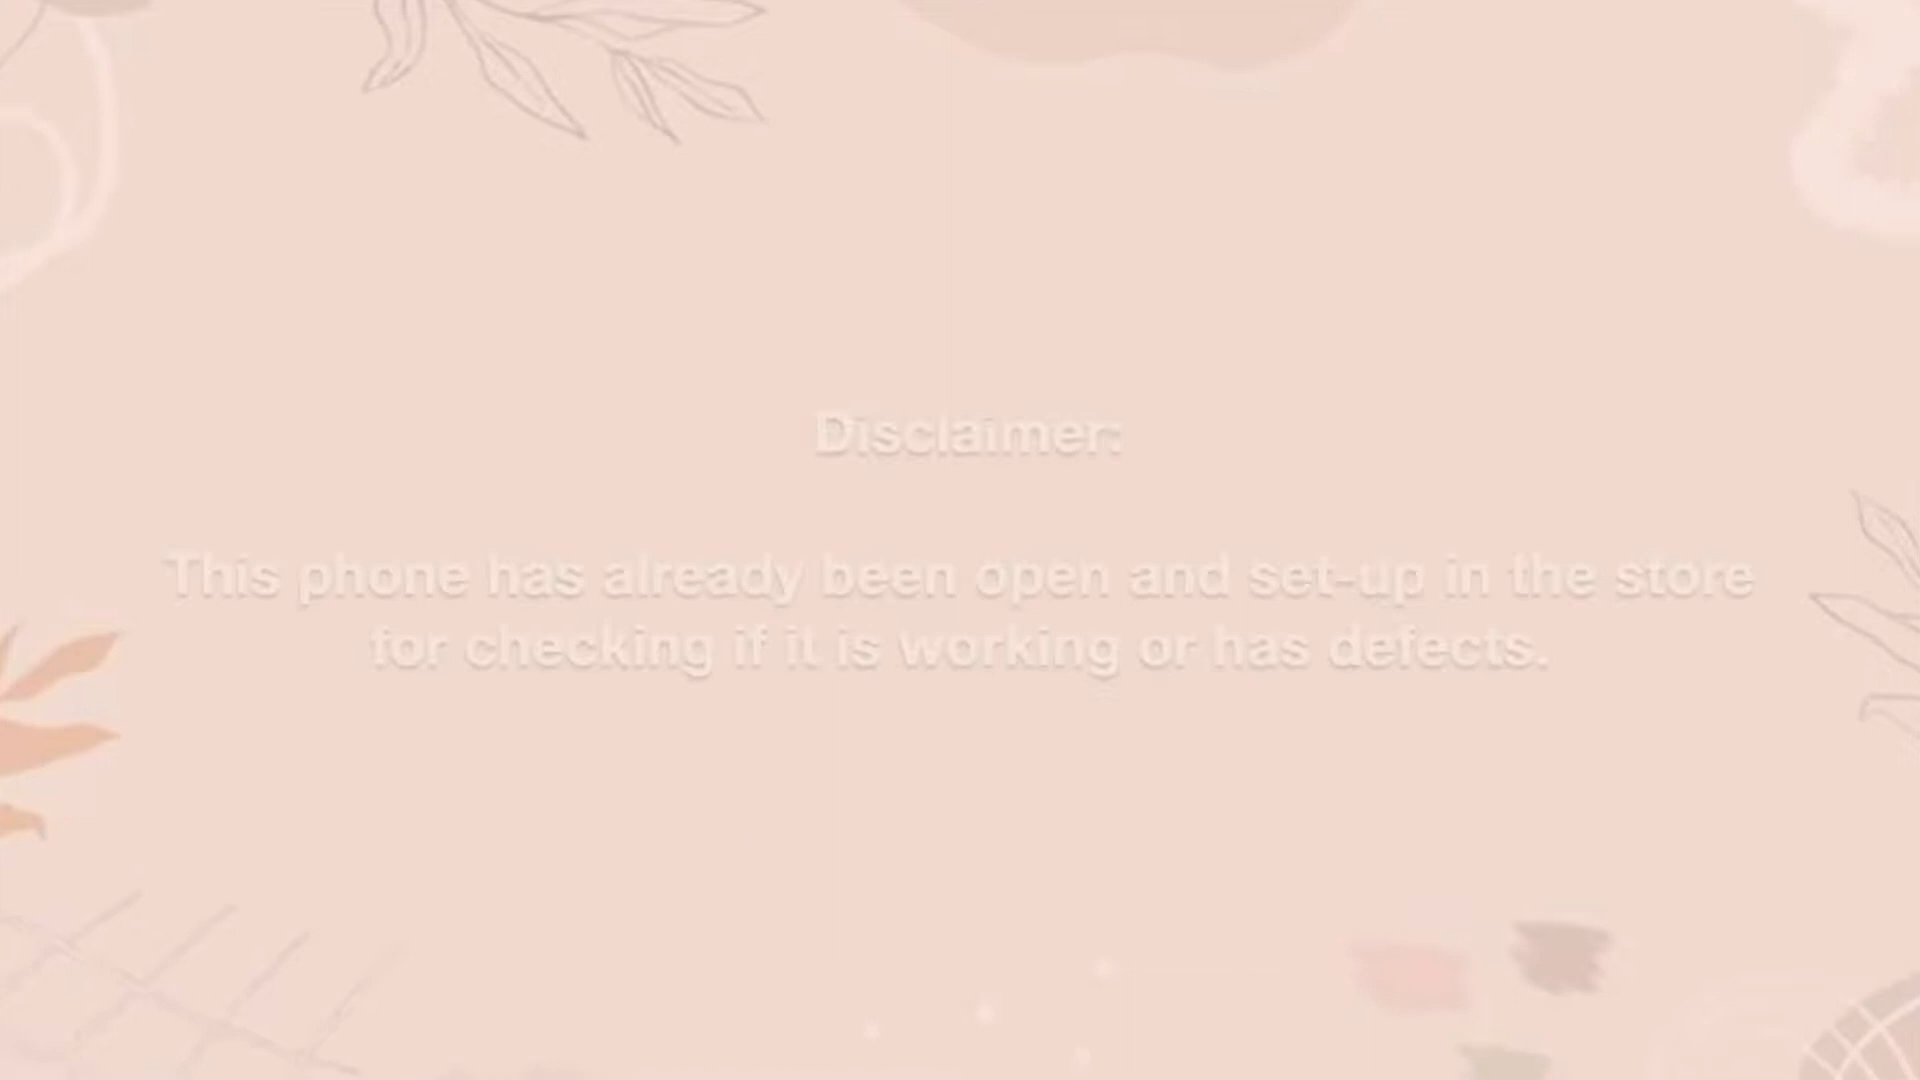 Disclaimer:
This phone has already been open and set-up in the store
for checking if it is working or has defects.